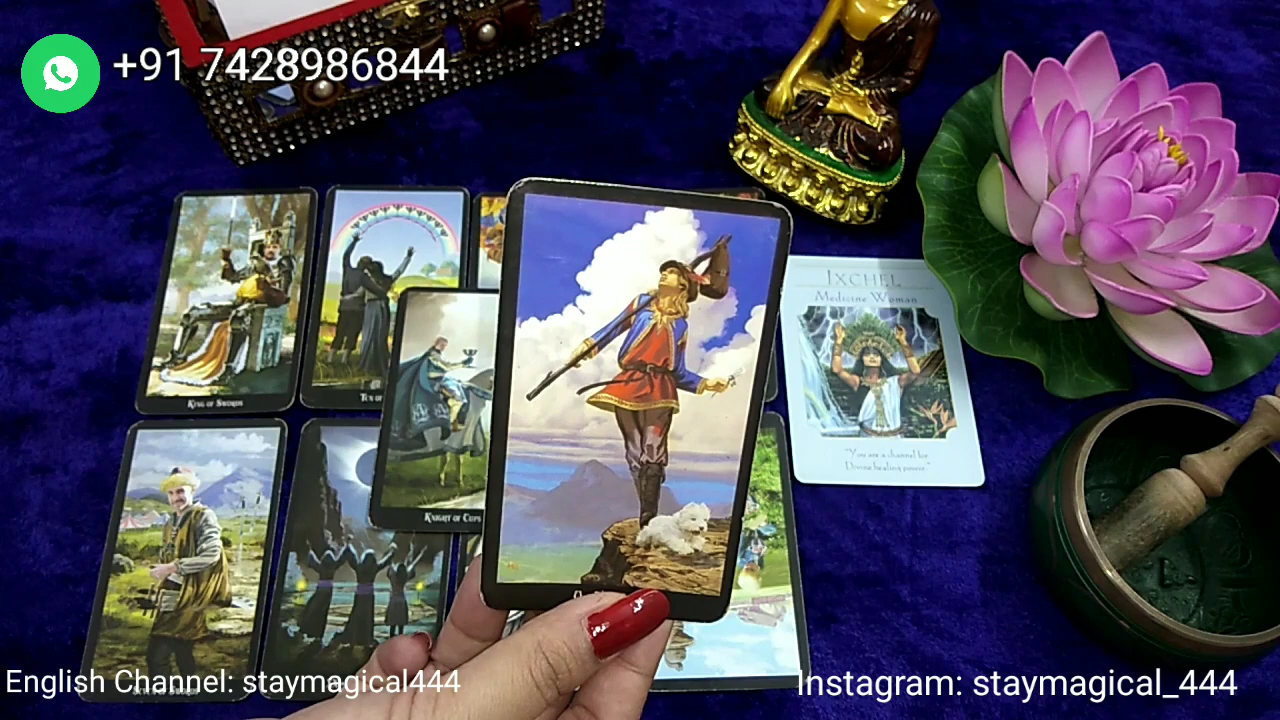 +91 7428986844
IXCHEL
Medicine Woman
KING OF SWORDS
KNIGHT OF CUPS
"You are a channel for
Divine healing power."
English Channel: staymagical444
Instagram: staymagical_444